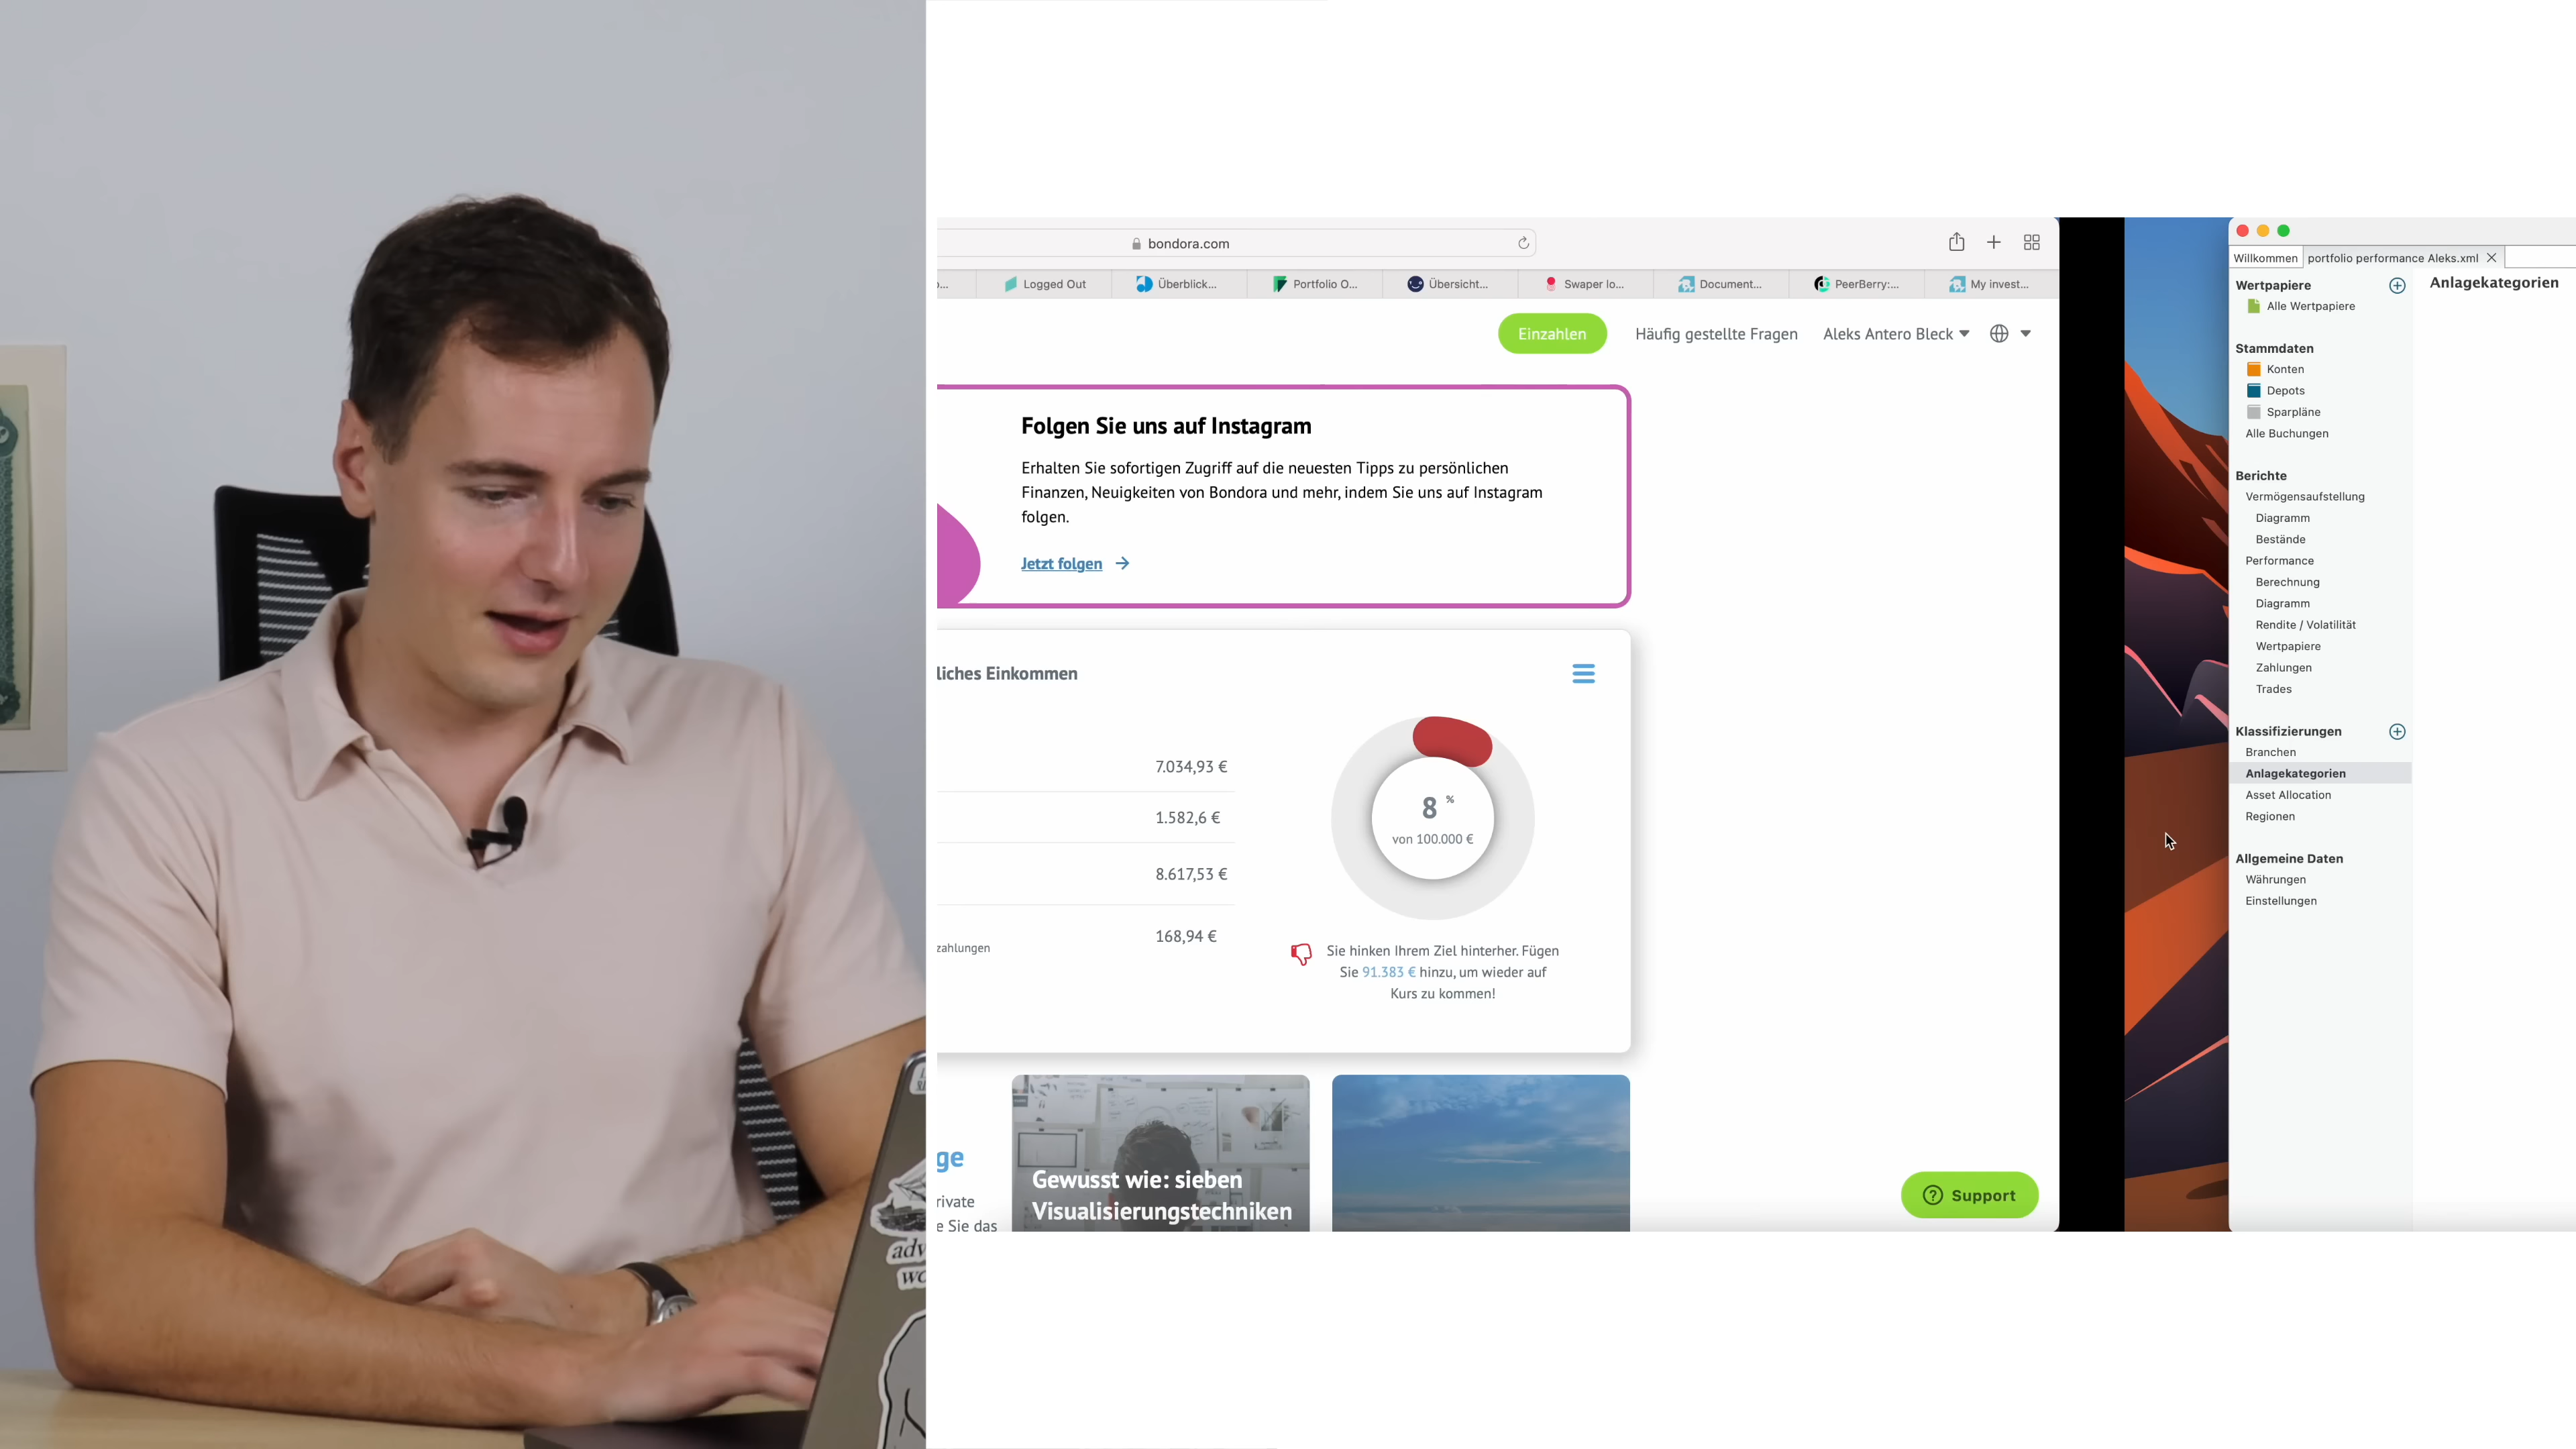 bondora.com
Logged Out
Überblick...
Portfolio O...
Übersicht...
Swaper lo...
Document...
PeerBerry:...
My invest...
Einzahlen
Häufig gestellte Fragen
Aleks Antero Bleck
Folgen Sie uns auf Instagram
Erhalten Sie sofortigen Zugriff auf die neuesten Tipps zu persönlichen
Finanzen, Neuigkeiten von Bondora und mehr, indem Sie uns auf Instagram
folgen.
Jetzt folgen
liches Einkommen
7.034,93 €
1.582,6 €
8.617,53 €
168,94 €
zahlungen
8 %
von 100.000 €
Sie hinken Ihrem Ziel hinterher. Fügen
Sie 91.383 € hinzu, um wieder auf
Kurs zu kommen!
ge
rivate
e Sie das
Gewusst wie: sieben
Visualisierungstechniken
Support
Willkommen
portfolio performance Aleks.xml
Wertpapiere
Alle Wertpapiere
Stammdaten
Konten
Depots
Sparpläne
Alle Buchungen
Berichte
Vermögensaufstellung
Diagramm
Bestände
Performance
Berechnung
Diagramm
Rendite / Volatilität
Wertpapiere
Zahlungen
Trades
Klassifizierungen
Branchen
Anlagekategorien
Asset Allocation
Regionen
Allgemeine Daten
Währungen
Einstellungen
Anlagekategorien